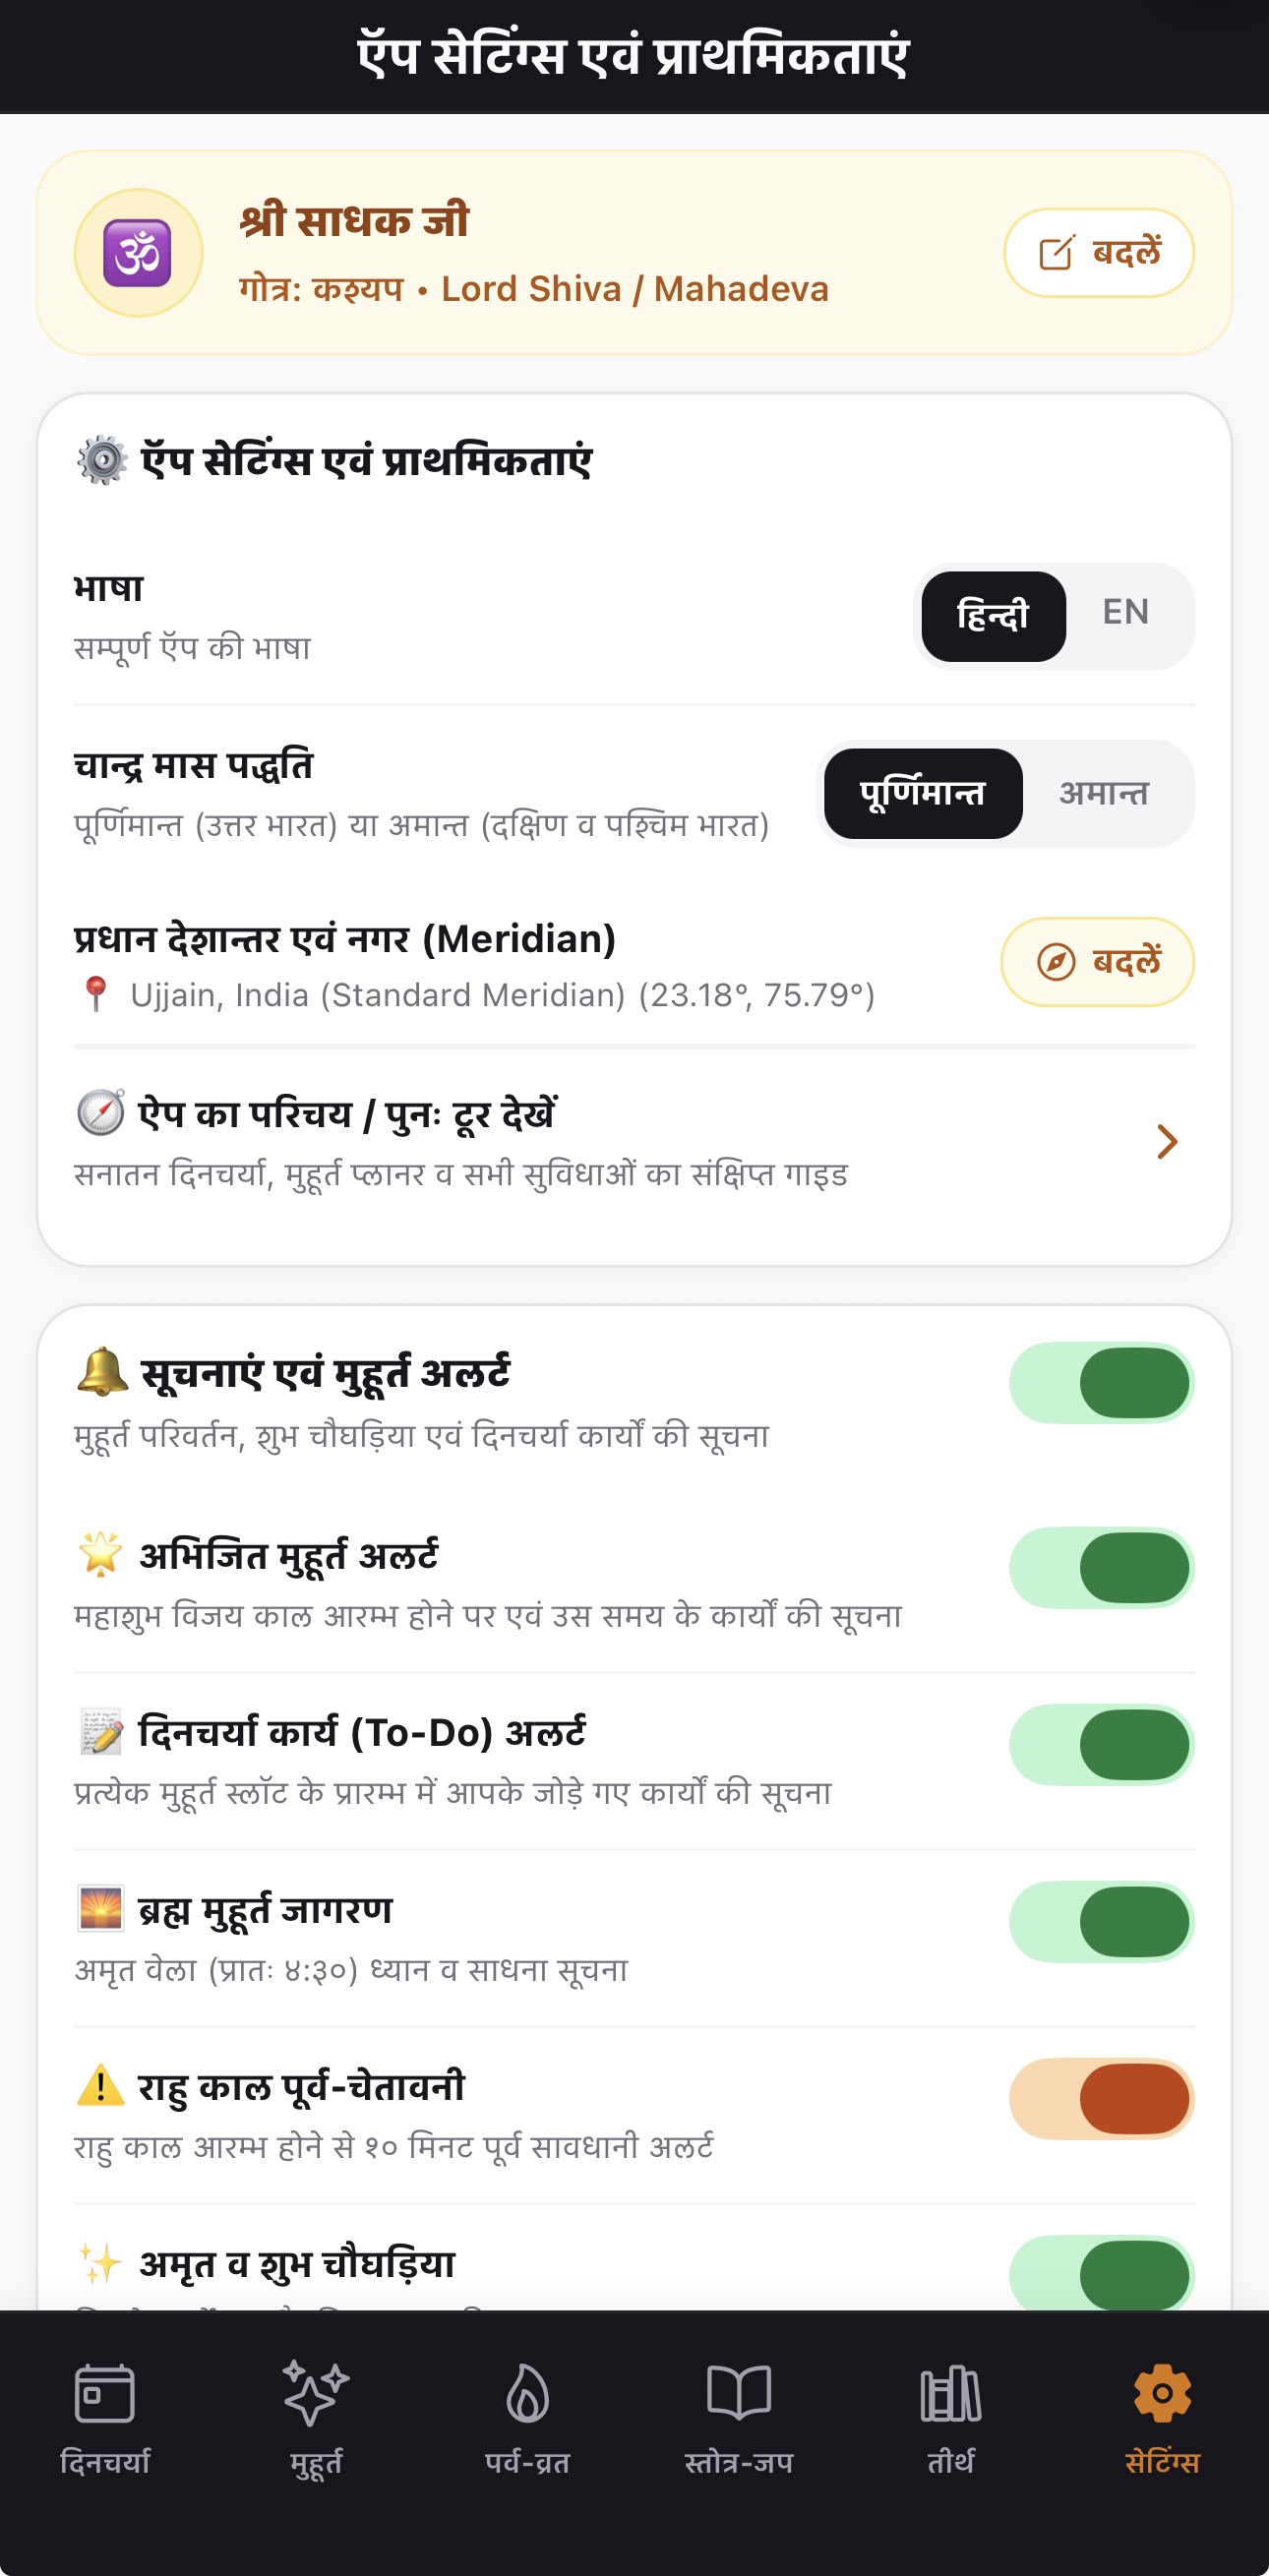 ऍप सेटिंग्स एवं प्राथमिकताएं
ॐ
श्री साधक जी
गोत्र: कश्यप • Lord Shiva / Mahadeva
बदलें
ऍप सेटिंग्स एवं प्राथमिकताएं
भाषा
सम्पूर्ण ऍप की भाषा
हिन्दी
EN
चान्द्र मास पद्धति
पूर्णिमान्त (उत्तर भारत) या अमान्त (दक्षिण व पश्चिम भारत)
पूर्णिमान्त
अमान्त
प्रधान देशान्तर एवं नगर (Meridian)
Ujjain, India (Standard Meridian) (23.18°, 75.79°)
बदलें
ऐप का परिचय / पुनः टूर देखें
सनातन दिनचर्या, मुहूर्त प्लानर व सभी सुविधाओं का संक्षिप्त गाइड
सूचनाएं एवं मुहूर्त अलर्ट
मुहूर्त परिवर्तन, शुभ चौघड़िया एवं दिनचर्या कार्यों की सूचना
अभिजित मुहूर्त अलर्ट
महाशुभ विजय काल आरम्भ होने पर एवं उस समय के कार्यों की सूचना
दिनचर्या कार्य (To-Do) अलर्ट
प्रत्येक मुहूर्त स्लॉट के प्रारम्भ में आपके जोड़े गए कार्यों की सूचना
ब्रह्म मुहूर्त जागरण
अमृत वेला (प्रातः ४:३०) ध्यान व साधना सूचना
राहु काल पूर्व-चेतावनी
राहु काल आरम्भ होने से १० मिनट पूर्व सावधानी अलर्ट
अमृत व शुभ चौघड़िया
दिनचर्या
मुहूर्त
पर्व-व्रत
स्तोत्र-जप
तीर्थ
सेटिंग्स